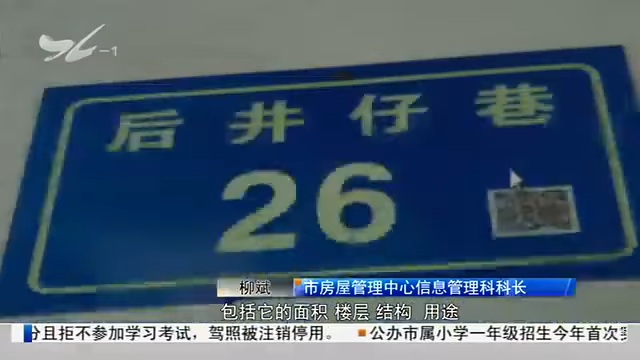 后井仔巷
26
柳斌 市房屋管理中心信息管理科科长
包括它的面积 楼层 结构 用途
分且拒不参加学习考试，驾照被注销停用。 ■公办市属小学一年级招生今年首次实